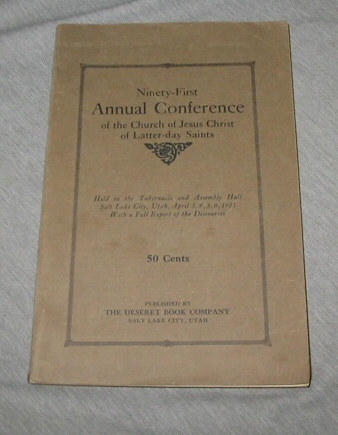 Ninety-First
Annual Conference
of the Church of Jesus Christ
of Latter-day Saints
Held in the Tabernacle and Assembly Hall
Salt Lake City, Utah, April 3, 4, 5, 6, 1921
With a Full Report of the Discourses
50 Cents
PUBLISHED BY
THE DESERET BOOK COMPANY
SALT LAKE CITY, UTAH